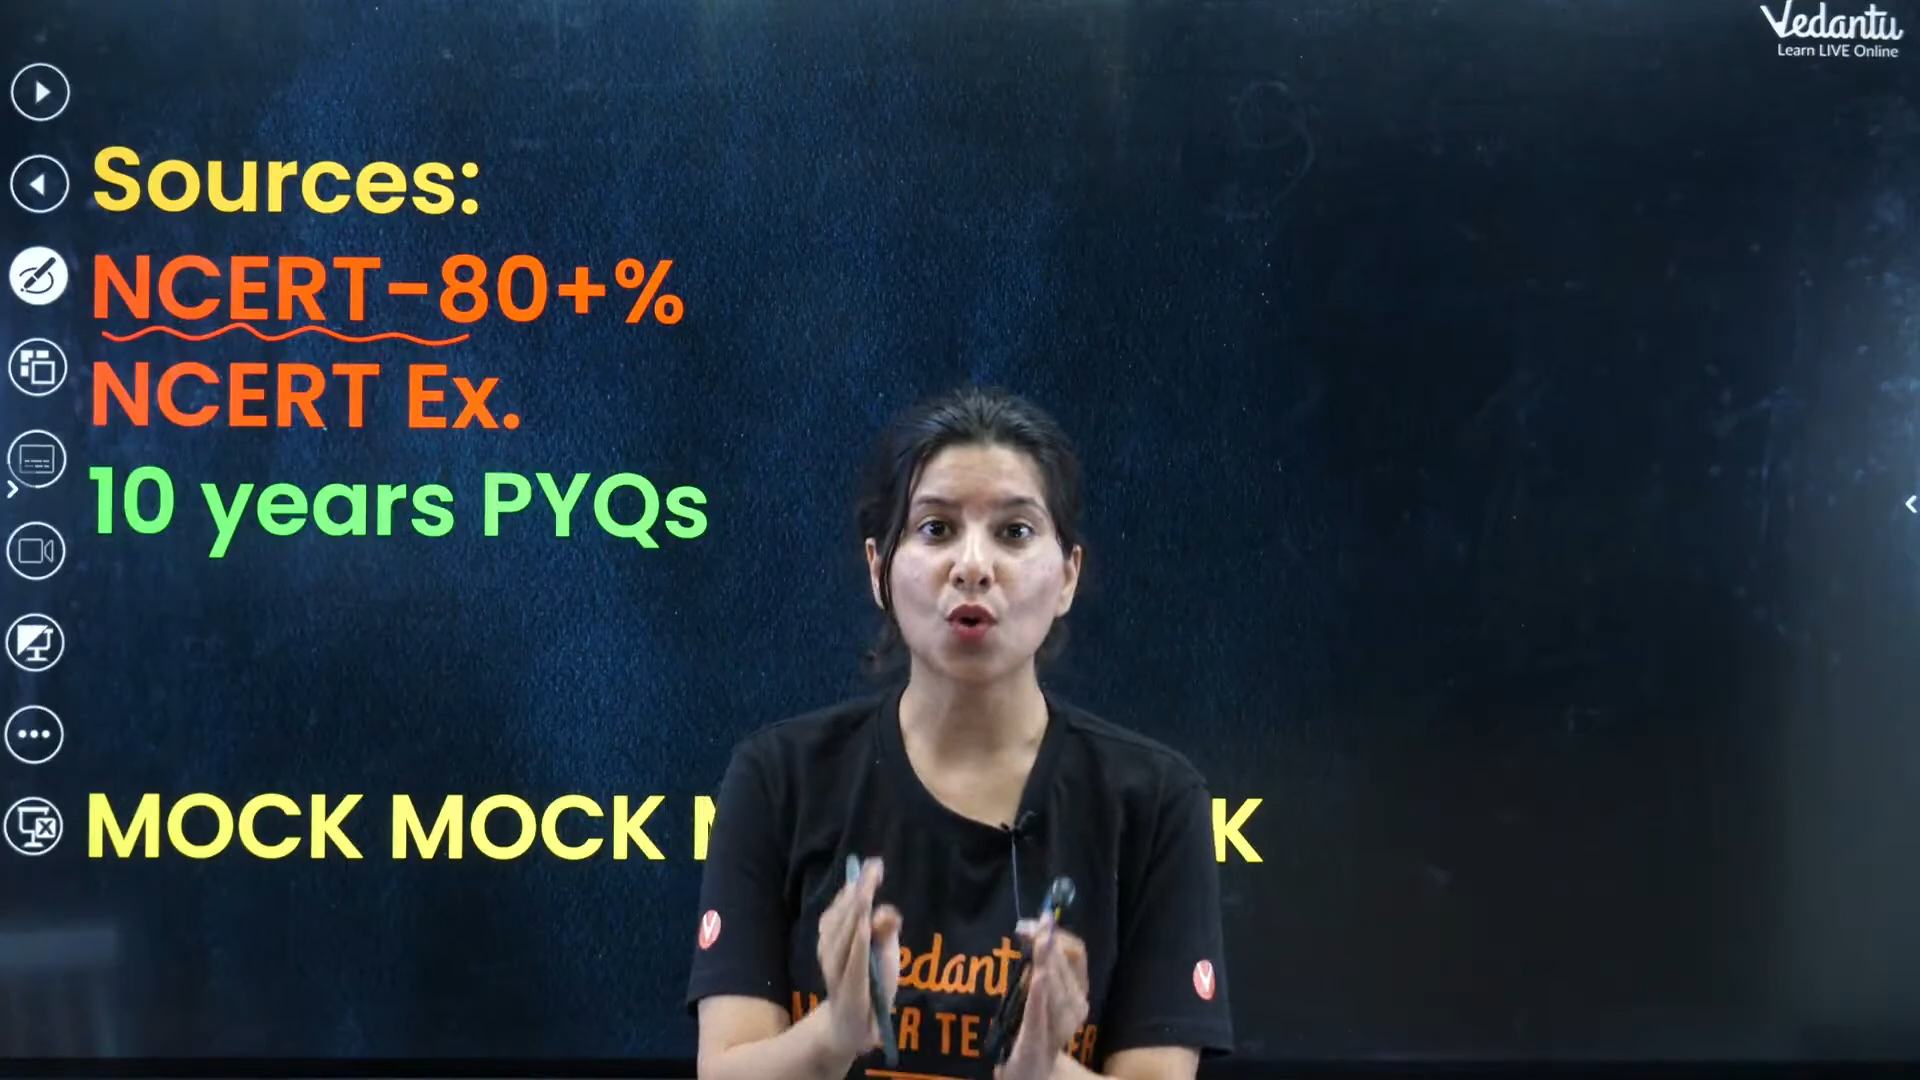 Vedantu
Learn LIVE Online
Sources:
NCERT-80+%
NCERT Ex.
10 years PYQs
MOCK MOCK